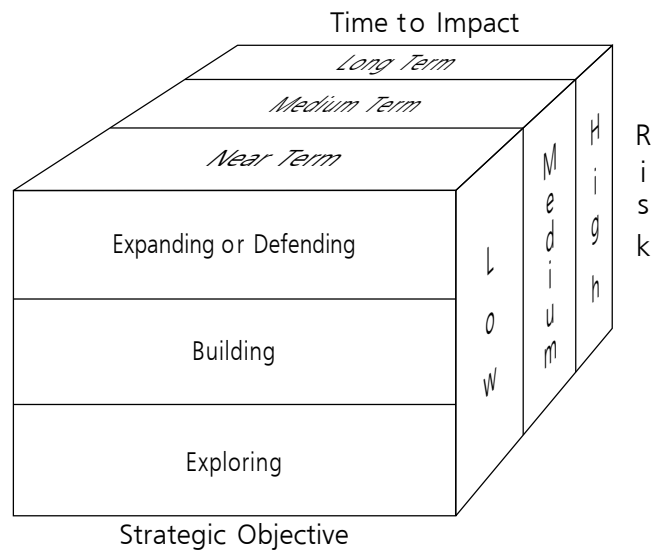 Time to Impact
Long Term
Medium Term
Near Term
Expanding or Defending
Building
Exploring
Low
Medium
High
Risk
Strategic Objective